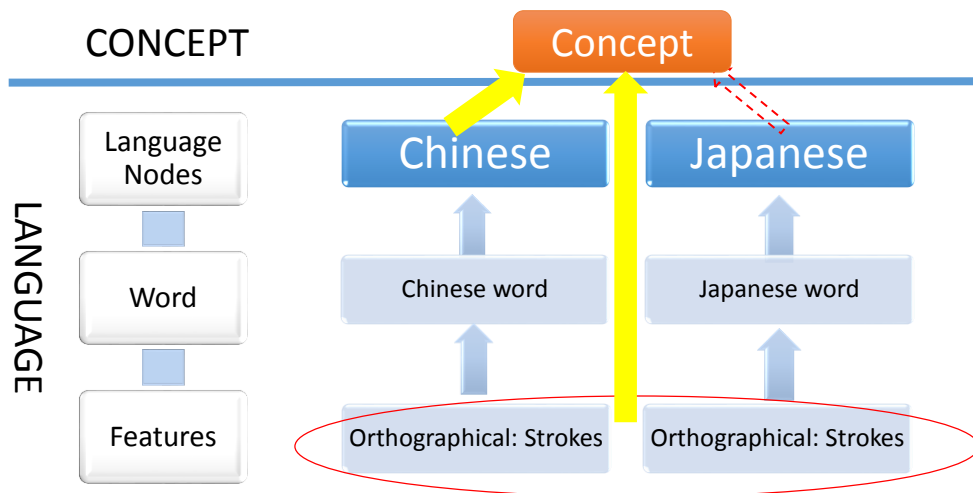 CONCEPT
Concept
LANGUAGE
Language
Nodes
Chinese
Japanese
Word
Chinese word
Japanese word
Features
Orthographical: Strokes
Orthographical: Strokes